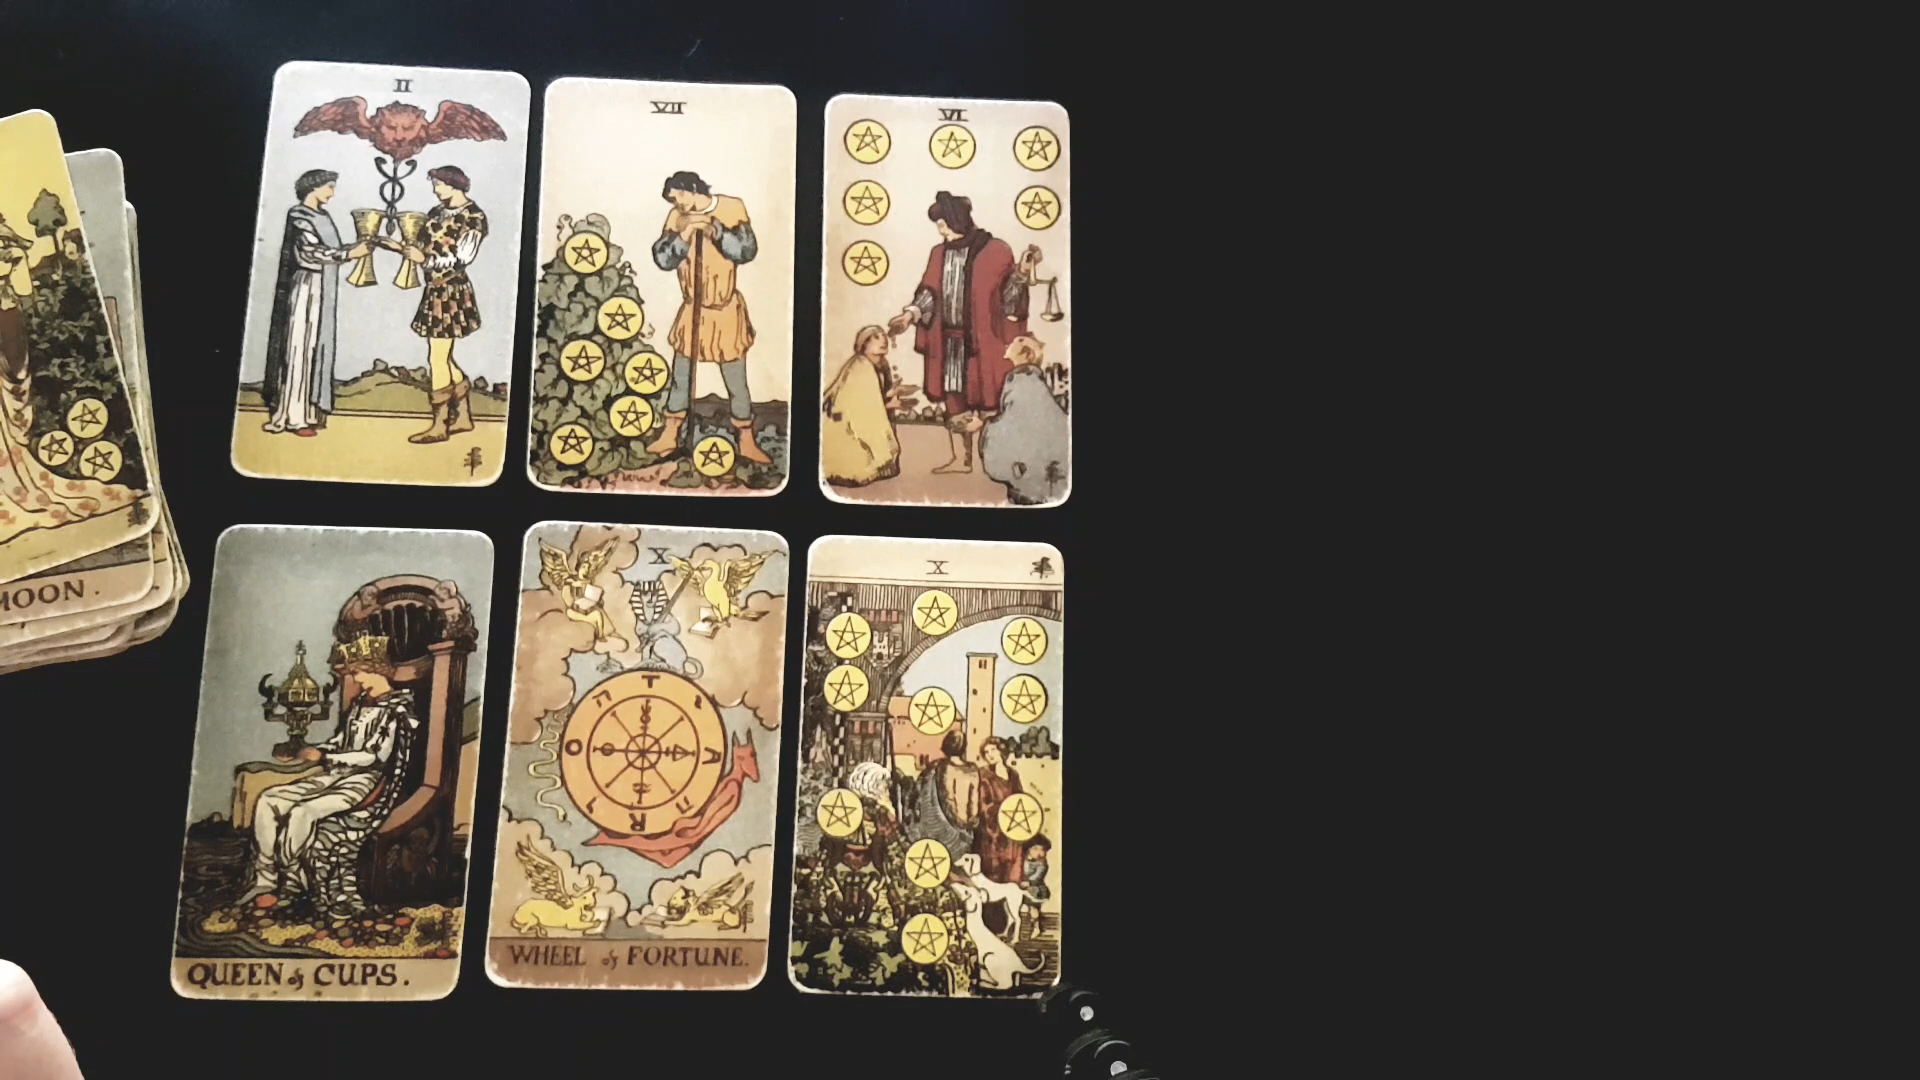 II
VII
VI
MOON.
X
X
T
A
R
O
QUEEN of CUPS.
WHEEL of FORTUNE.